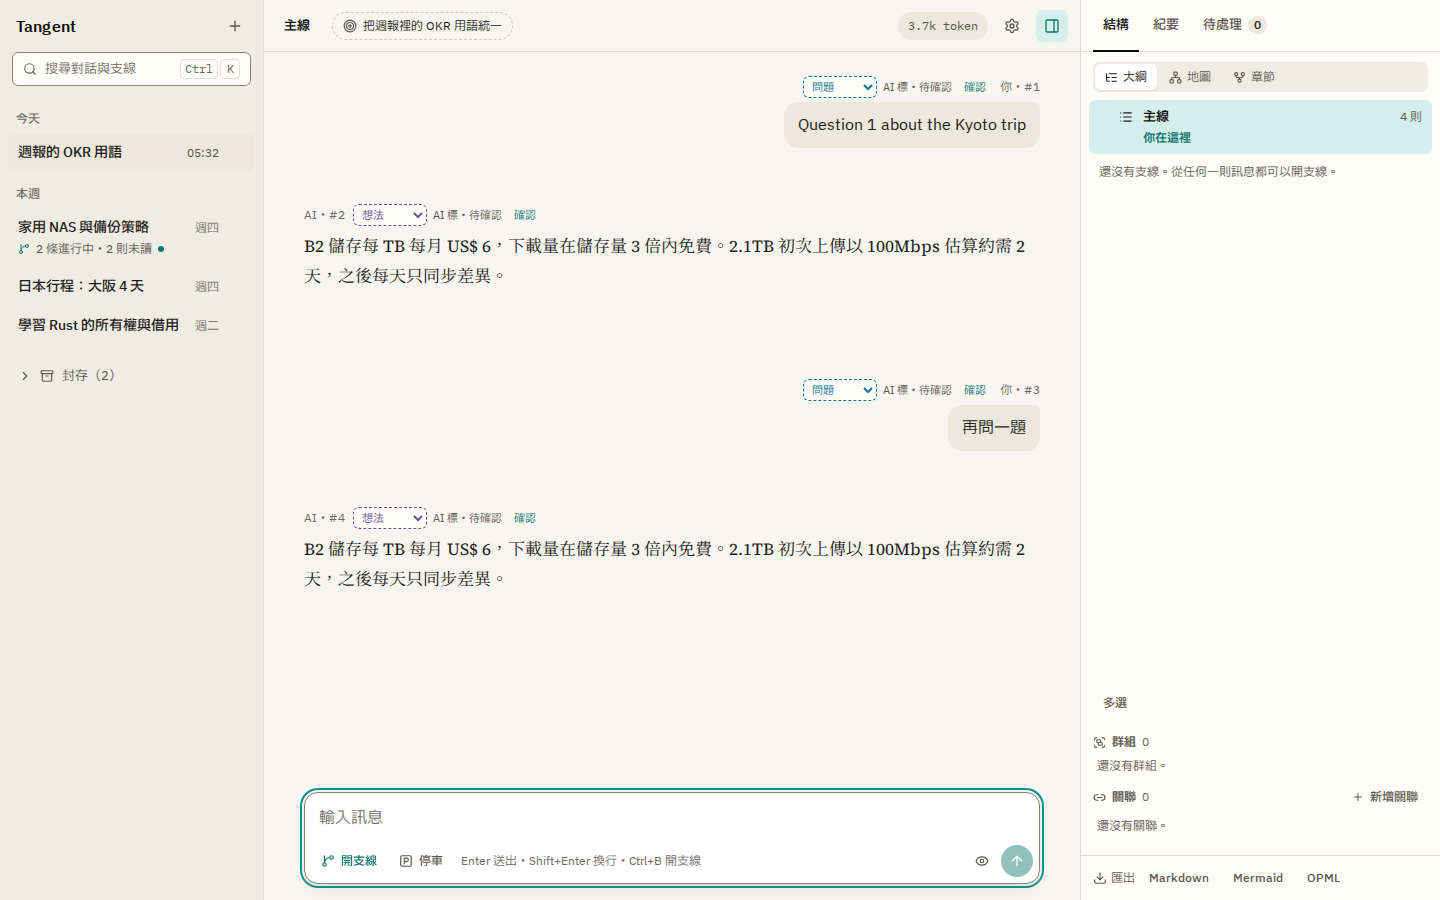 Tangent
搜尋對話與支線 Ctrl K
今天
週報的 OKR 用語 05:32
本週
家用 NAS 與備份策略 週四
2 條進行中・2 則未讀
日本行程：大阪 4 天 週四
學習 Rust 的所有權與借用 週二
封存（2）
主線 把週報裡的 OKR 用語統一 3.7k token
問題 AI 標・待確認 確認 你・#1
Question 1 about the Kyoto trip
AI・#2 想法 AI 標・待確認 確認
B2 儲存每 TB 每月 US$ 6，下載量在儲存量 3 倍內免費。2.1TB 初次上傳以 100Mbps 估算約需 2
天，之後每天只同步差異。
問題 AI 標・待確認 確認 你・#3
再問一題
AI・#4 想法 AI 標・待確認 確認
B2 儲存每 TB 每月 US$ 6，下載量在儲存量 3 倍內免費。2.1TB 初次上傳以 100Mbps 估算約需 2
天，之後每天只同步差異。
輸入訊息
開支線 停車 Enter 送出・Shift+Enter 換行・Ctrl+B 開支線
結構 紀要 待處理 0
大綱 地圖 章節
主線 4 則
你在這裡
還沒有支線。從任何一則訊息都可以開支線。
多選
群組 0
還沒有群組。
關聯 0 新增關聯
還沒有關聯。
匯出 Markdown Mermaid OPML